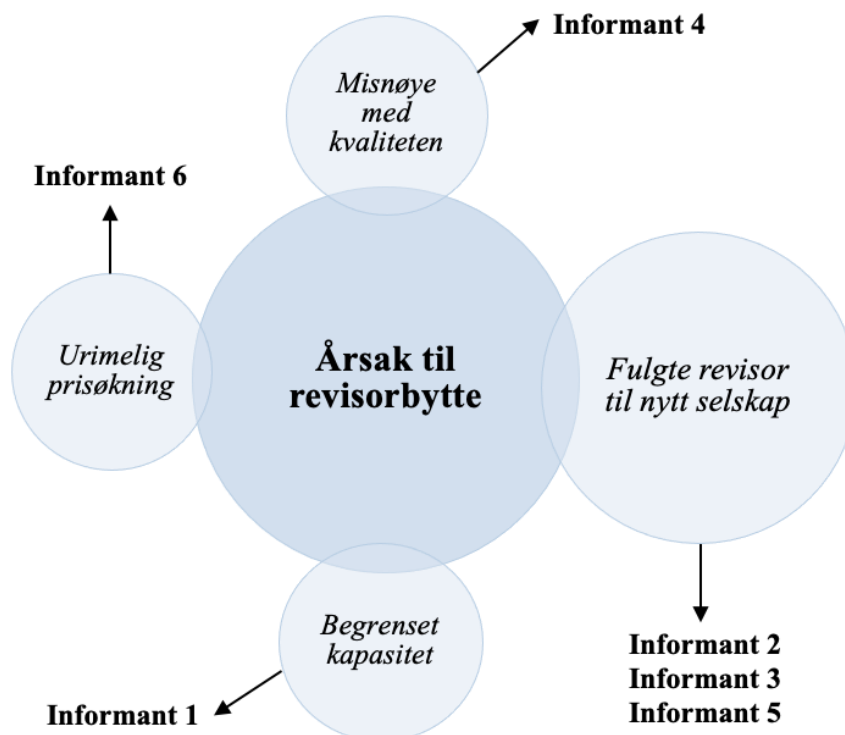 Informant 4
Misnøye
med
kvaliteten
Informant 6
Urimelig
prisøkning
Årsak til
revisorbytte
Fulgte revisor
til nytt selskap
Begrenset
kapasitet
Informant 1
Informant 2
Informant 3
Informant 5